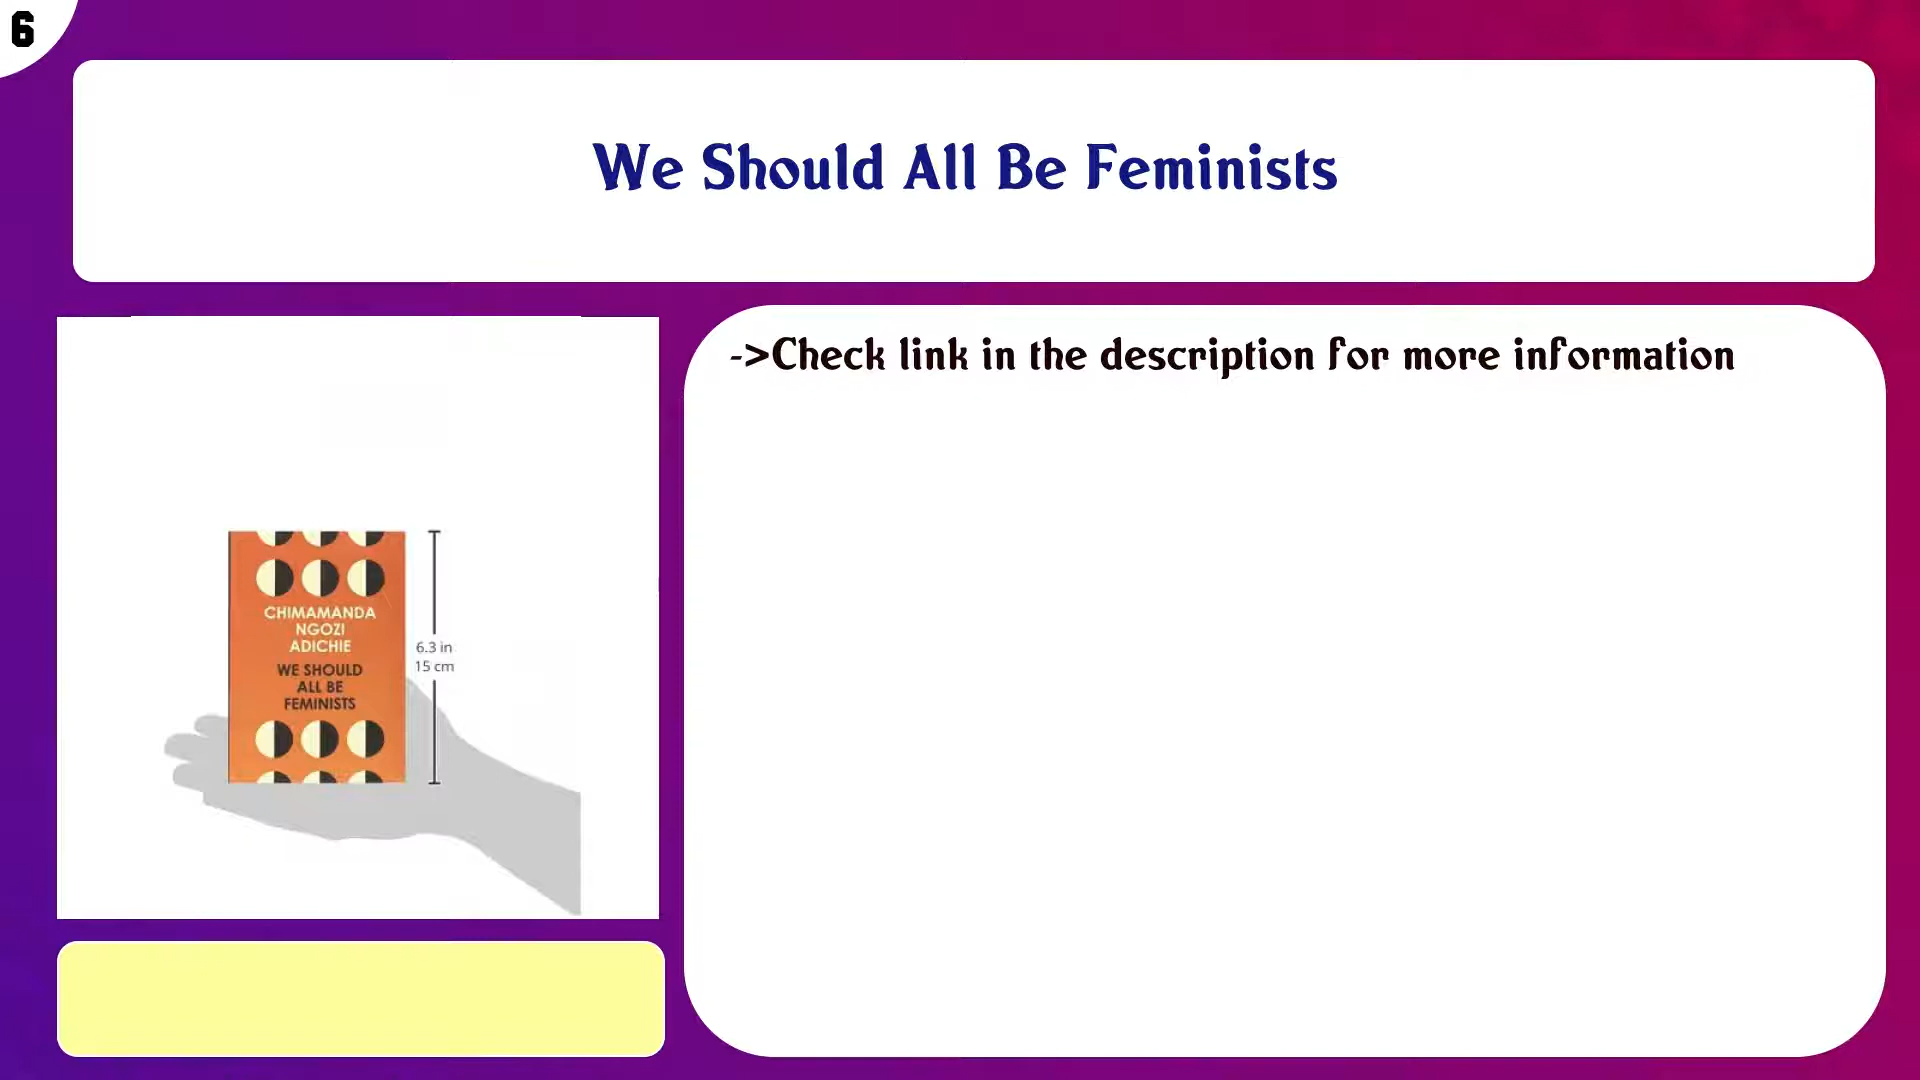 6
We Should All Be Feminists
->Check link in the description for more information
CHIMAMANDA
NGOZI
ADICHIE
WE SHOULD
ALL BE
FEMINISTS
6.3 in
15 cm